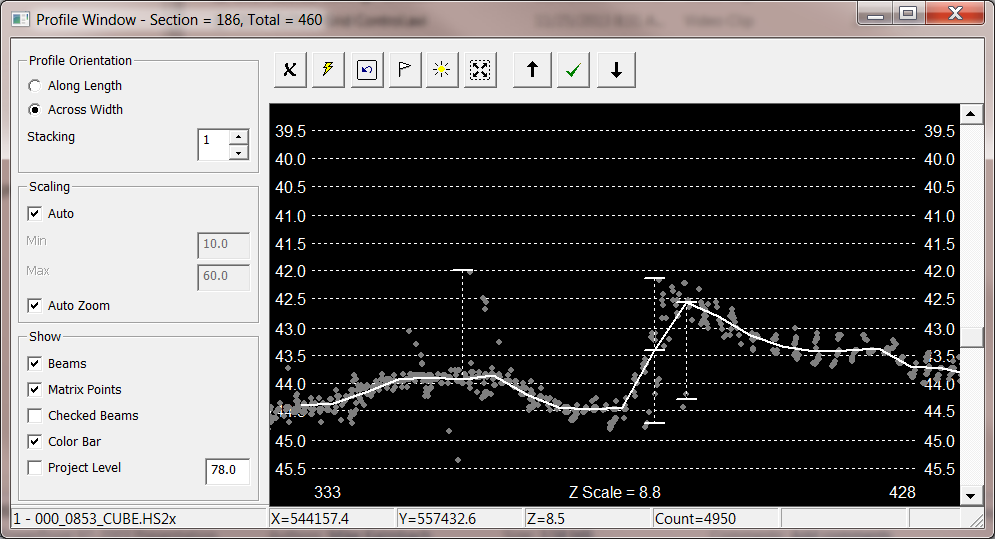 Profile Window - Section = 186, Total = 460
Profile Orientation
Along Length
Across Width
Stacking
1
Scaling
Auto
Min
10.0
Max
60.0
Auto Zoom
Show
Beams
Matrix Points
Checked Beams
Color Bar
Project Level
78.0
39.5 39.5
40.0 40.0
40.5 40.5
41.0 41.0
41.5 41.5
42.0 42.0
42.5 42.5
43.0 43.0
43.5 43.5
44.0 44.0
44.5 44.5
45.0 45.0
45.5 45.5
333 Z Scale = 8.8 428
1 - 000_0853_CUBE.HS2x X=544157.4 Y=557432.6 Z=8.5 Count=4950